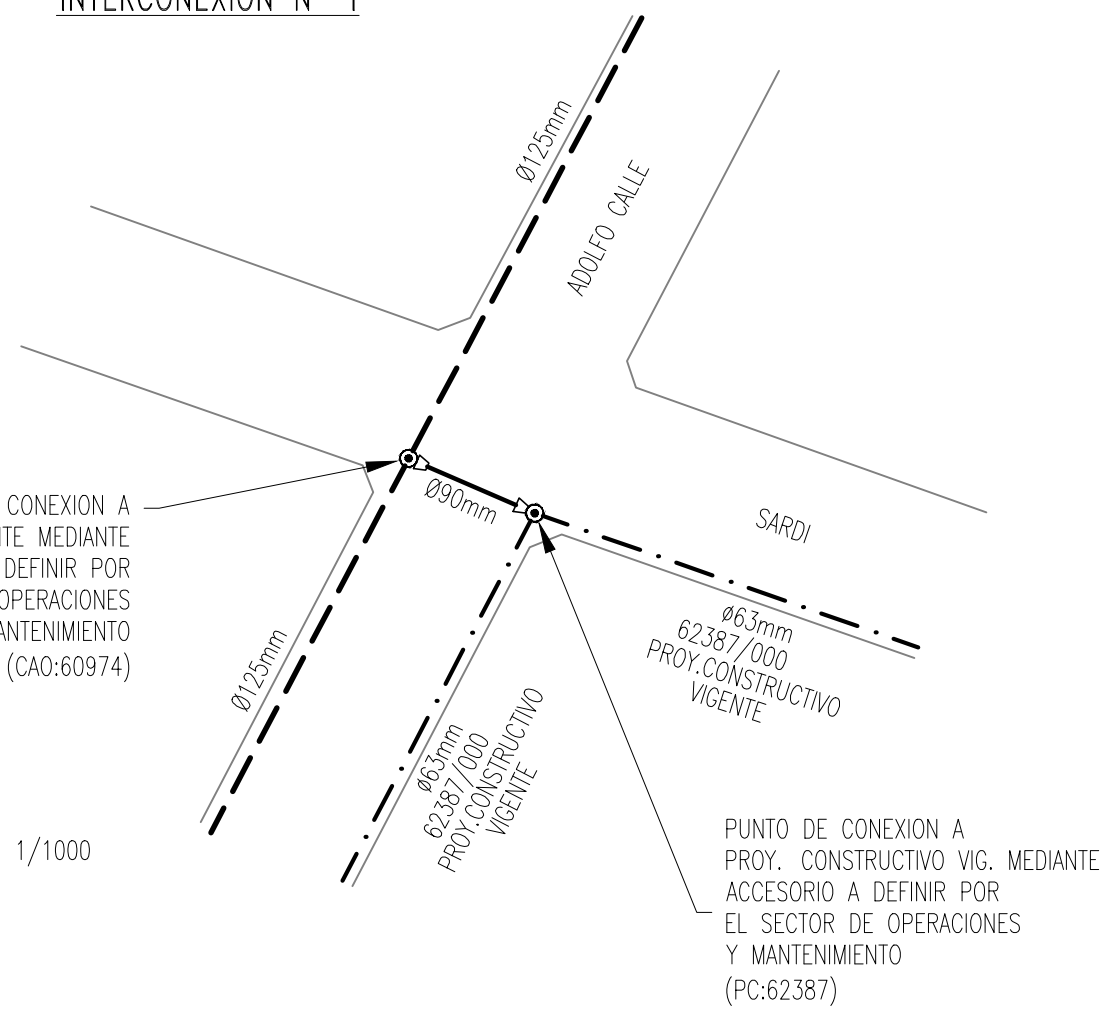 INTERCONEXION N° 1
Ø125mm
ADOLFO CALLE
Ø90mm
SARDI
CONEXION A
MEDIANTE
DEFINIR POR
OPERACIONES
(CAO:60974)
Ø125mm
ø63mm
62387/000
PROY.CONSTRUCTIVO
VIGENTE
ø63mm
62387/000
PROY.CONSTRUCTIVO
VIGENTE
1/1000
PUNTO DE CONEXION A
PROY. CONSTRUCTIVO VIG. MEDIANTE
ACCESORIO A DEFINIR POR
EL SECTOR DE OPERACIONES
Y MANTENIMIENTO
(PC:62387)